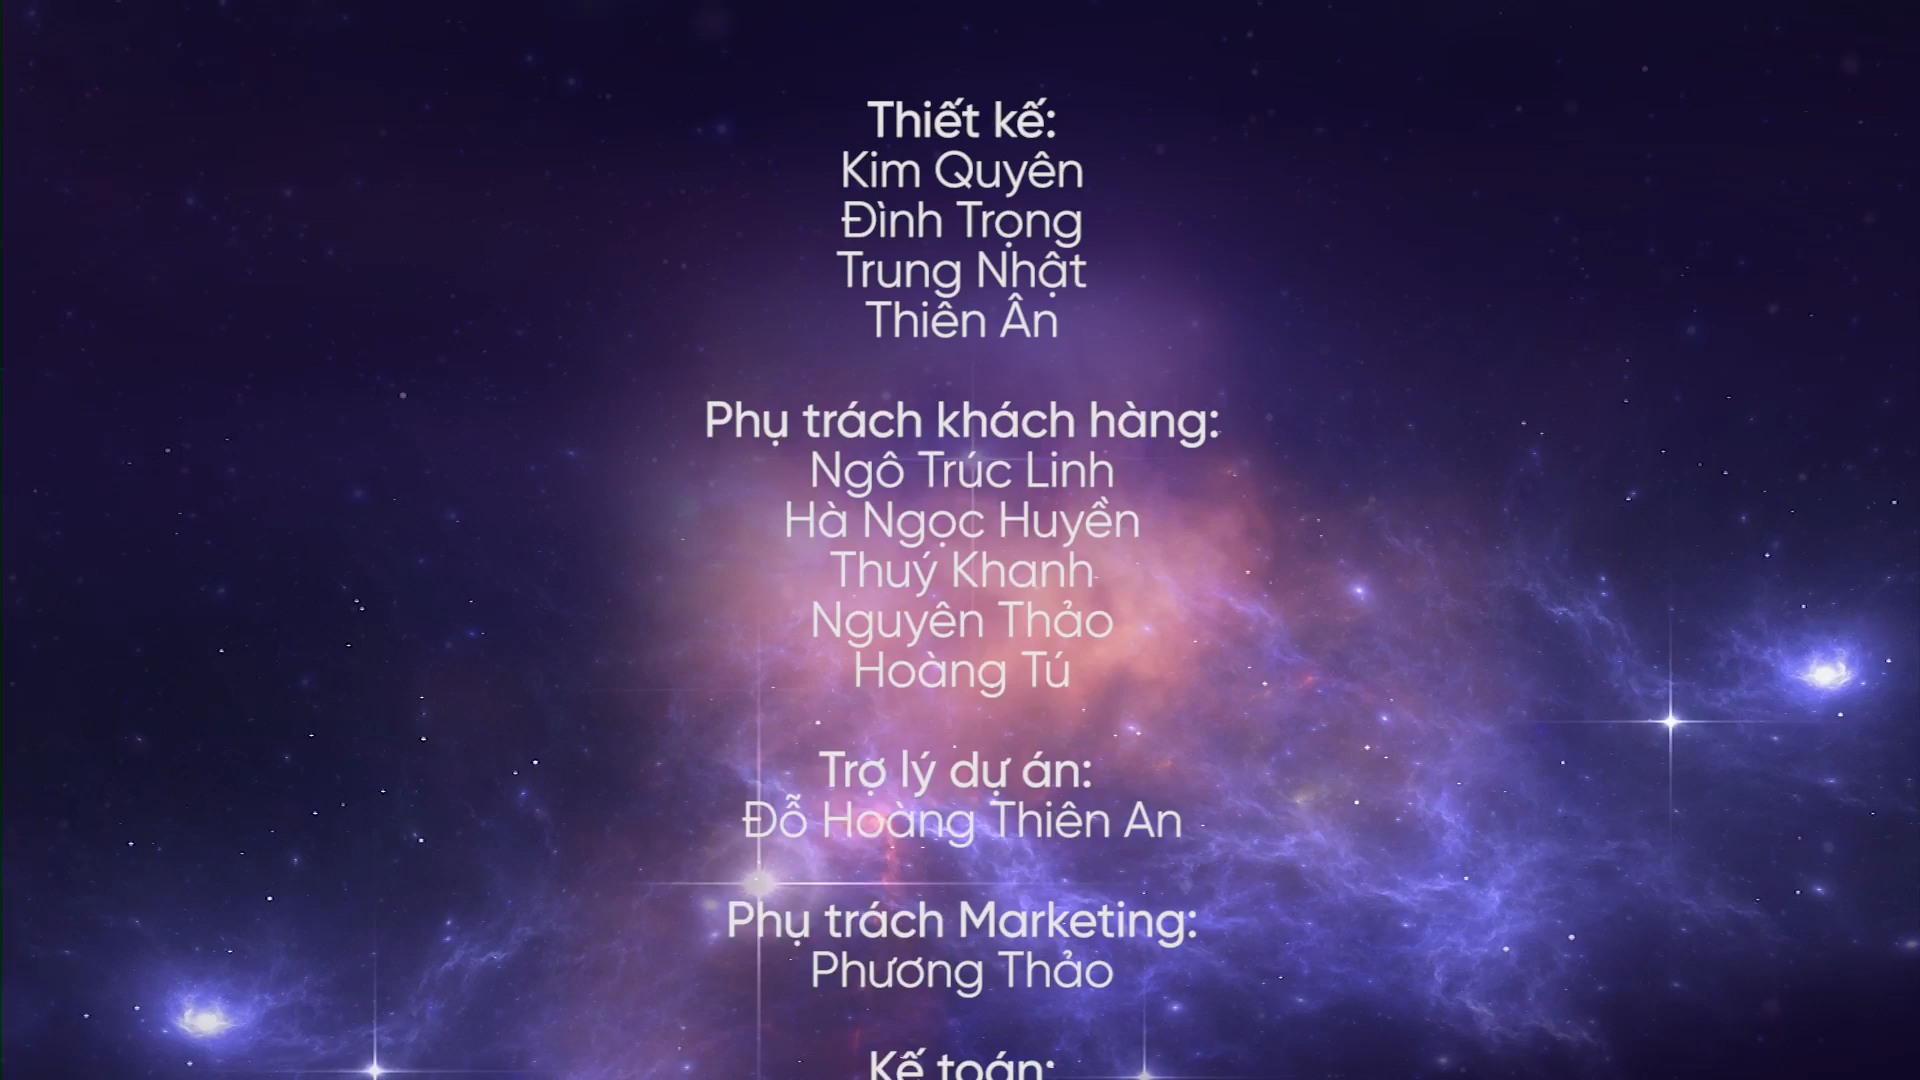 Thiết kế:
Kim Quyên
Đình Trọng
Trung Nhật
Thiên Ân
Phụ trách khách hàng:
Ngô Trúc Linh
Hà Ngọc Huyền
Thuý Khanh
Nguyên Thảo
Hoàng Tú
Trợ lý dự án:
Đỗ Hoàng Thiên An
Phụ trách Marketing:
Phương Thảo
Kế toán: